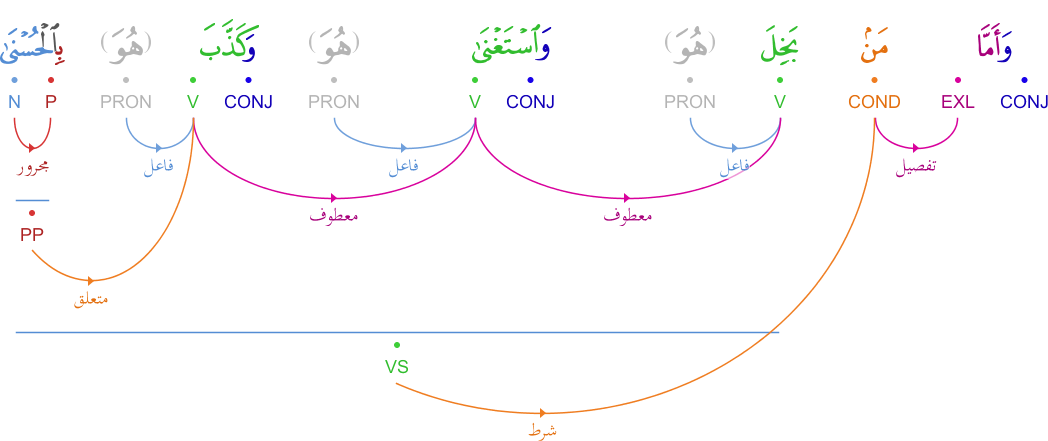 وَأَمَّا مَنۢ بَخِلَ (هُوَ) وَٱسْتَغْنَىٰ (هُوَ) وَكَذَّبَ (هُوَ) بِٱلْحُسْنَىٰ
CONJ EXL COND V PRON CONJ V PRON CONJ V PRON P N
تفصيل فاعل فاعل فاعل مجرور
معطوف معطوف
PP
متعلق
VS
شرط